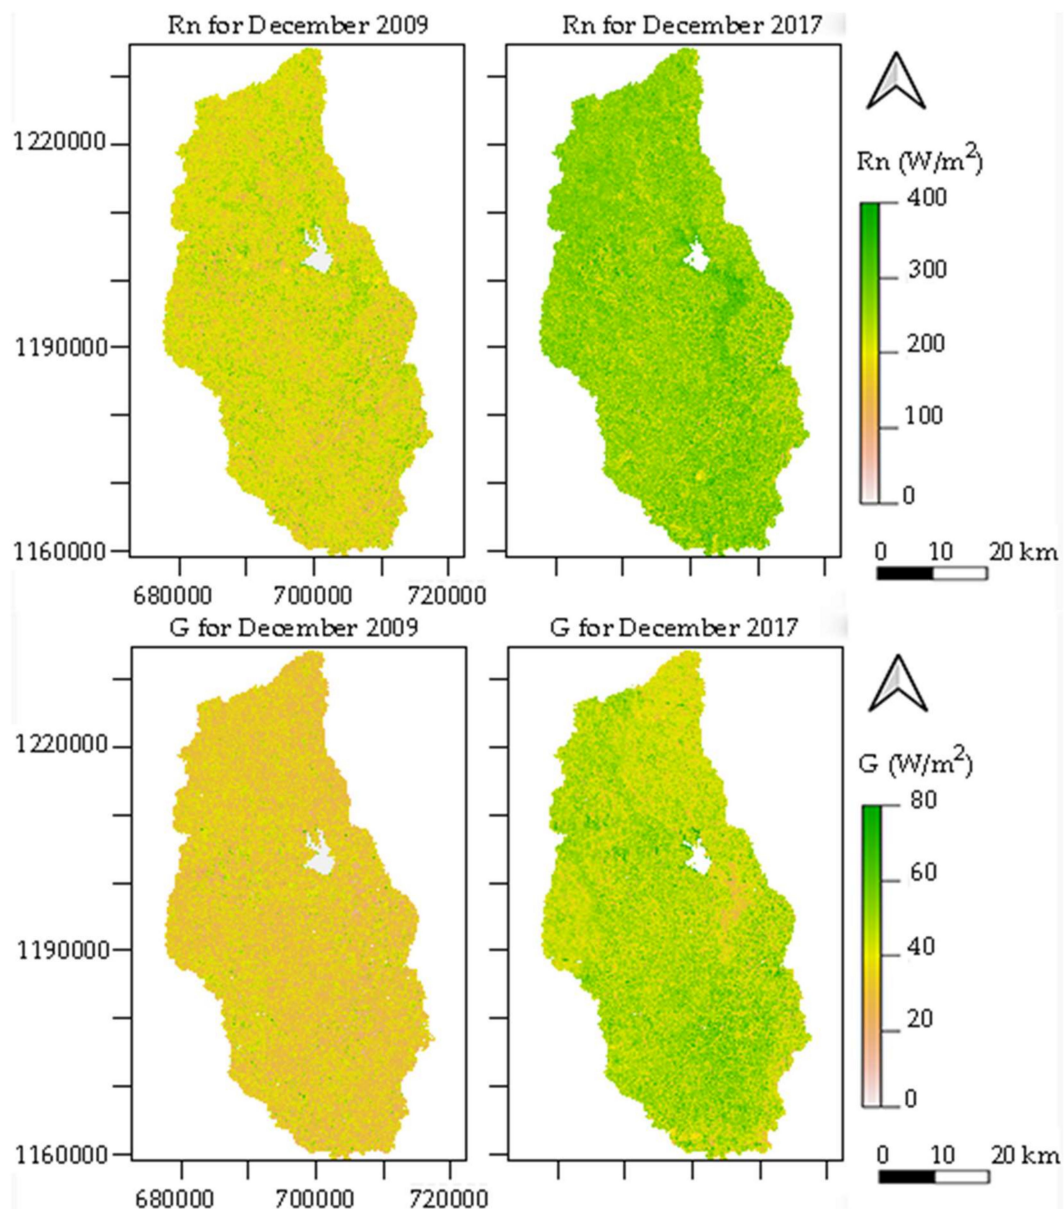 Rn for December 2009
Rn for December 2017
1220000
1190000
1160000
680000 700000 720000
Rn (W/m²)
400
300
200
100
0
0 10 20 km
G for December 2009
G for December 2017
1220000
1190000
1160000
680000 700000 720000
G (W/m²)
80
60
40
20
0
0 10 20 km